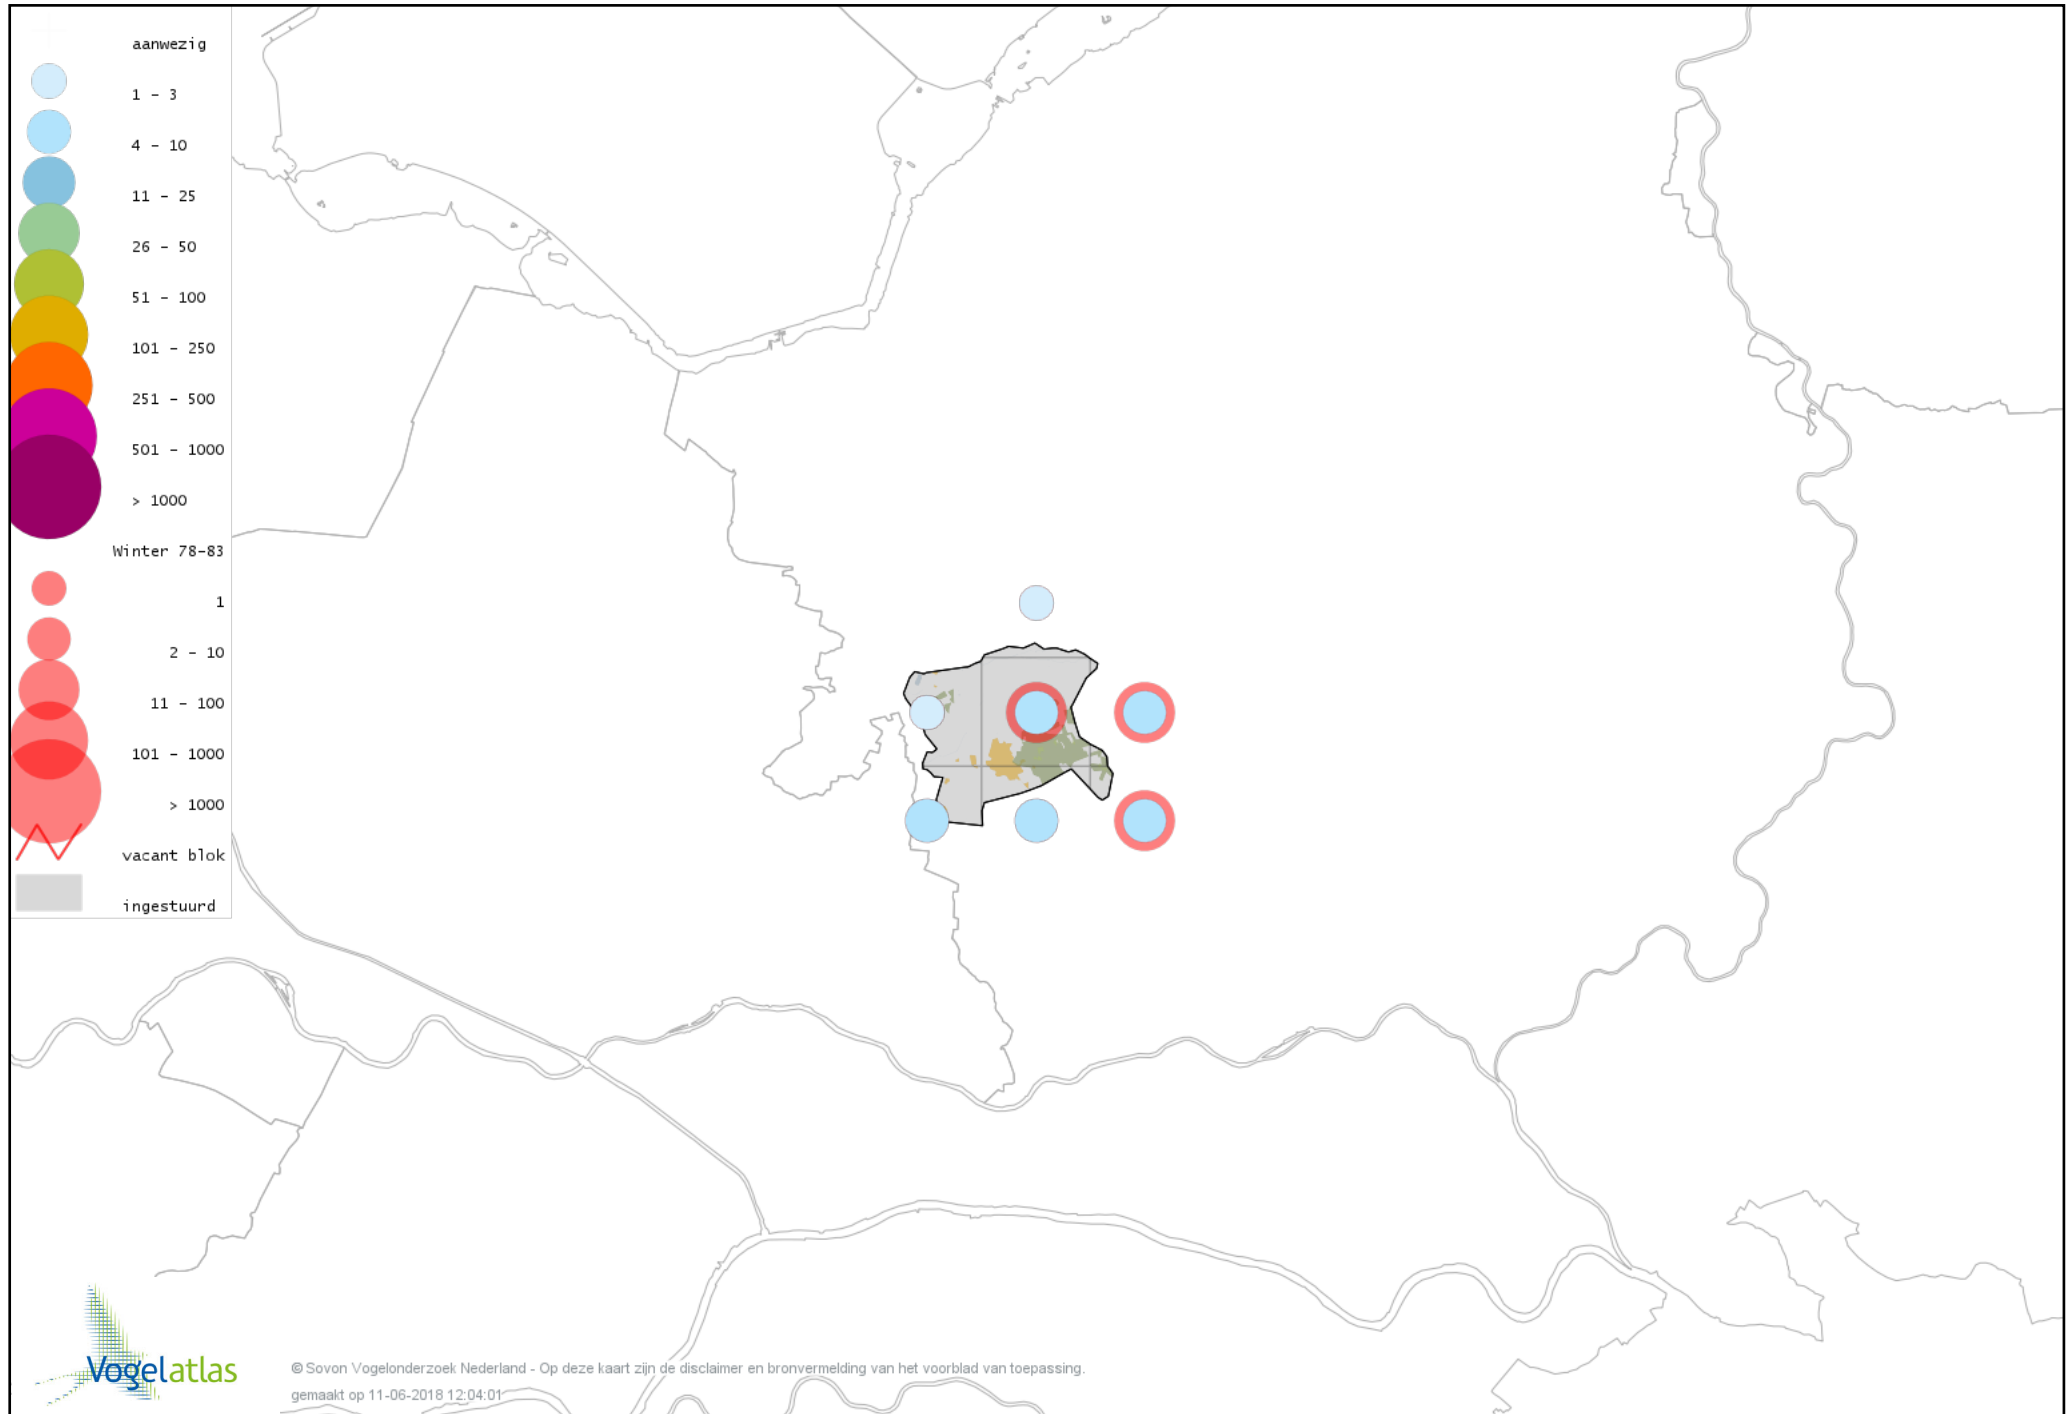 aanwezig
1 - 3
4 - 10
11 - 25
26 - 50
51 - 100
101 - 250
251 - 500
501 - 1000
> 1000
Winter 78-83
1
2 - 10
11 - 100
101 - 1000
> 1000
vacant blok
ingestuurd
Vogelatlas
© Sovon Vogelonderzoek Nederland - Op deze kaart zijn de disclaimer en bronvermelding van het voorblad van toepassing.
gemaakt op 11-06-2018 12:04:01